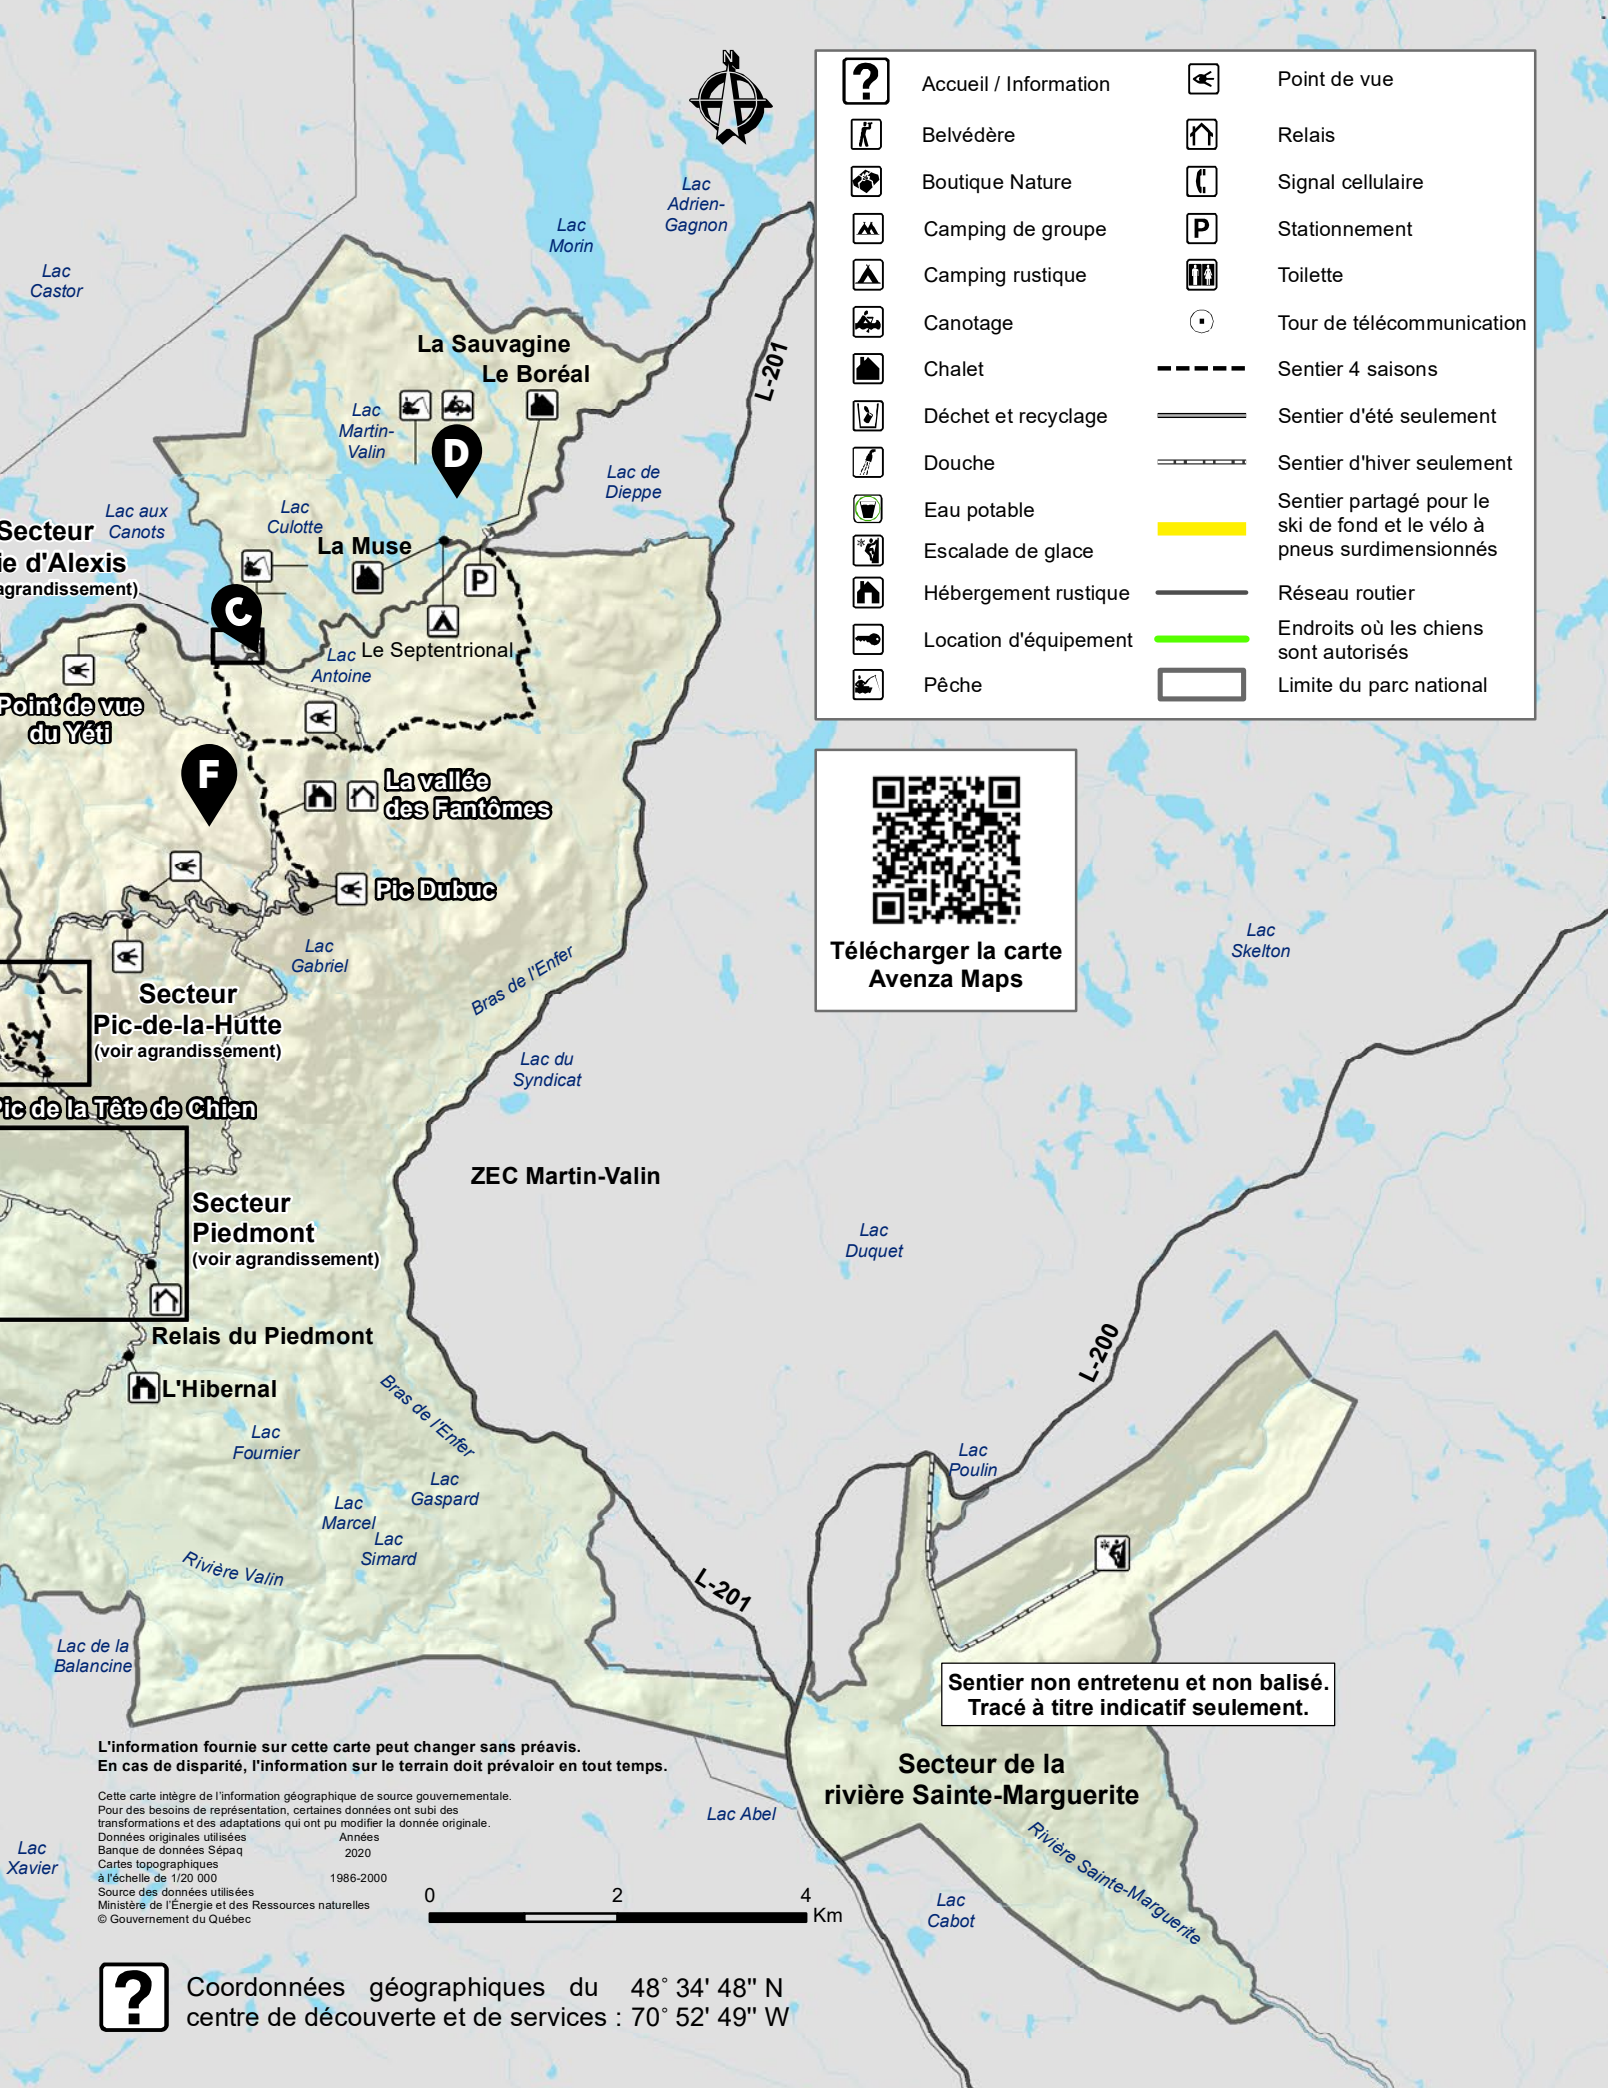 N
?
Accueil / Information
Belvédère
Boutique Nature
Camping de groupe
Camping rustique
Canotage
Chalet
Déchet et recyclage
Douche
Eau potable
Escalade de glace
Hébergement rustique
Location d'équipement
Pêche
Point de vue
Relais
Signal cellulaire
P
Stationnement
Toilette
Tour de télécommunication
Sentier 4 saisons
Sentier d'été seulement
Sentier d'hiver seulement
Sentier partagé pour le
ski de fond et le vélo à
pneus surdimensionnés
Réseau routier
Endroits où les chiens
sont autorisés
Limite du parc national
Télécharger la carte
Avenza Maps
Lac
Castor
Lac
Morin
Lac
Adrien-
Gagnon
La Sauvagine
Le Boréal
L-201
Lac
Martin-
Valin
D
Lac de
Dieppe
Lac aux
Canots
Lac
Culotte
Secteur
ie d'Alexis
agrandissement)
La Muse
P
C
Le Septentrional
Lac
Antoine
Point de vue
du Yéti
F
La vallée
des Fantômes
Pic Dubuc
Lac
Gabriel
Bras de l'Enfer
Secteur
Pic-de-la-Hutte
(voir agrandissement)
Lac du
Syndicat
Lac
Skelton
Pic de la Tête de Chien
ZEC Martin-Valin
Secteur
Piedmont
(voir agrandissement)
Lac
Duquet
Relais du Piedmont
L'Hibernal
L-200
Bras de l'Enfer
Lac
Fournier
Lac
Gaspard
Lac
Marcel
Lac
Simard
Lac
Poulin
Rivière Valin
L-201
Lac de la
Balancine
Sentier non entretenu et non balisé.
Tracé à titre indicatif seulement.
Secteur de la
rivière Sainte-Marguerite
Lac Abel
Rivière Sainte-Marguerite
Lac
Cabot
Lac
Xavier
L'information fournie sur cette carte peut changer sans préavis.
En cas de disparité, l'information sur le terrain doit prévaloir en tout temps.
Cette carte intègre de l'information géographique de source gouvernementale.
Pour des besoins de représentation, certaines données ont subi des
transformations et des adaptations qui ont pu modifier la donnée originale.
Données originales utilisées Années
Banque de données Sépaq 2020
Cartes topographiques
à l'échelle de 1/20 000 1986-2000
Source des données utilisées
Ministère de l'Énergie et des Ressources naturelles
© Gouvernement du Québec
0 2 4
Km
?
Coordonnées géographiques du 48° 34' 48" N
centre de découverte et de services : 70° 52' 49" W